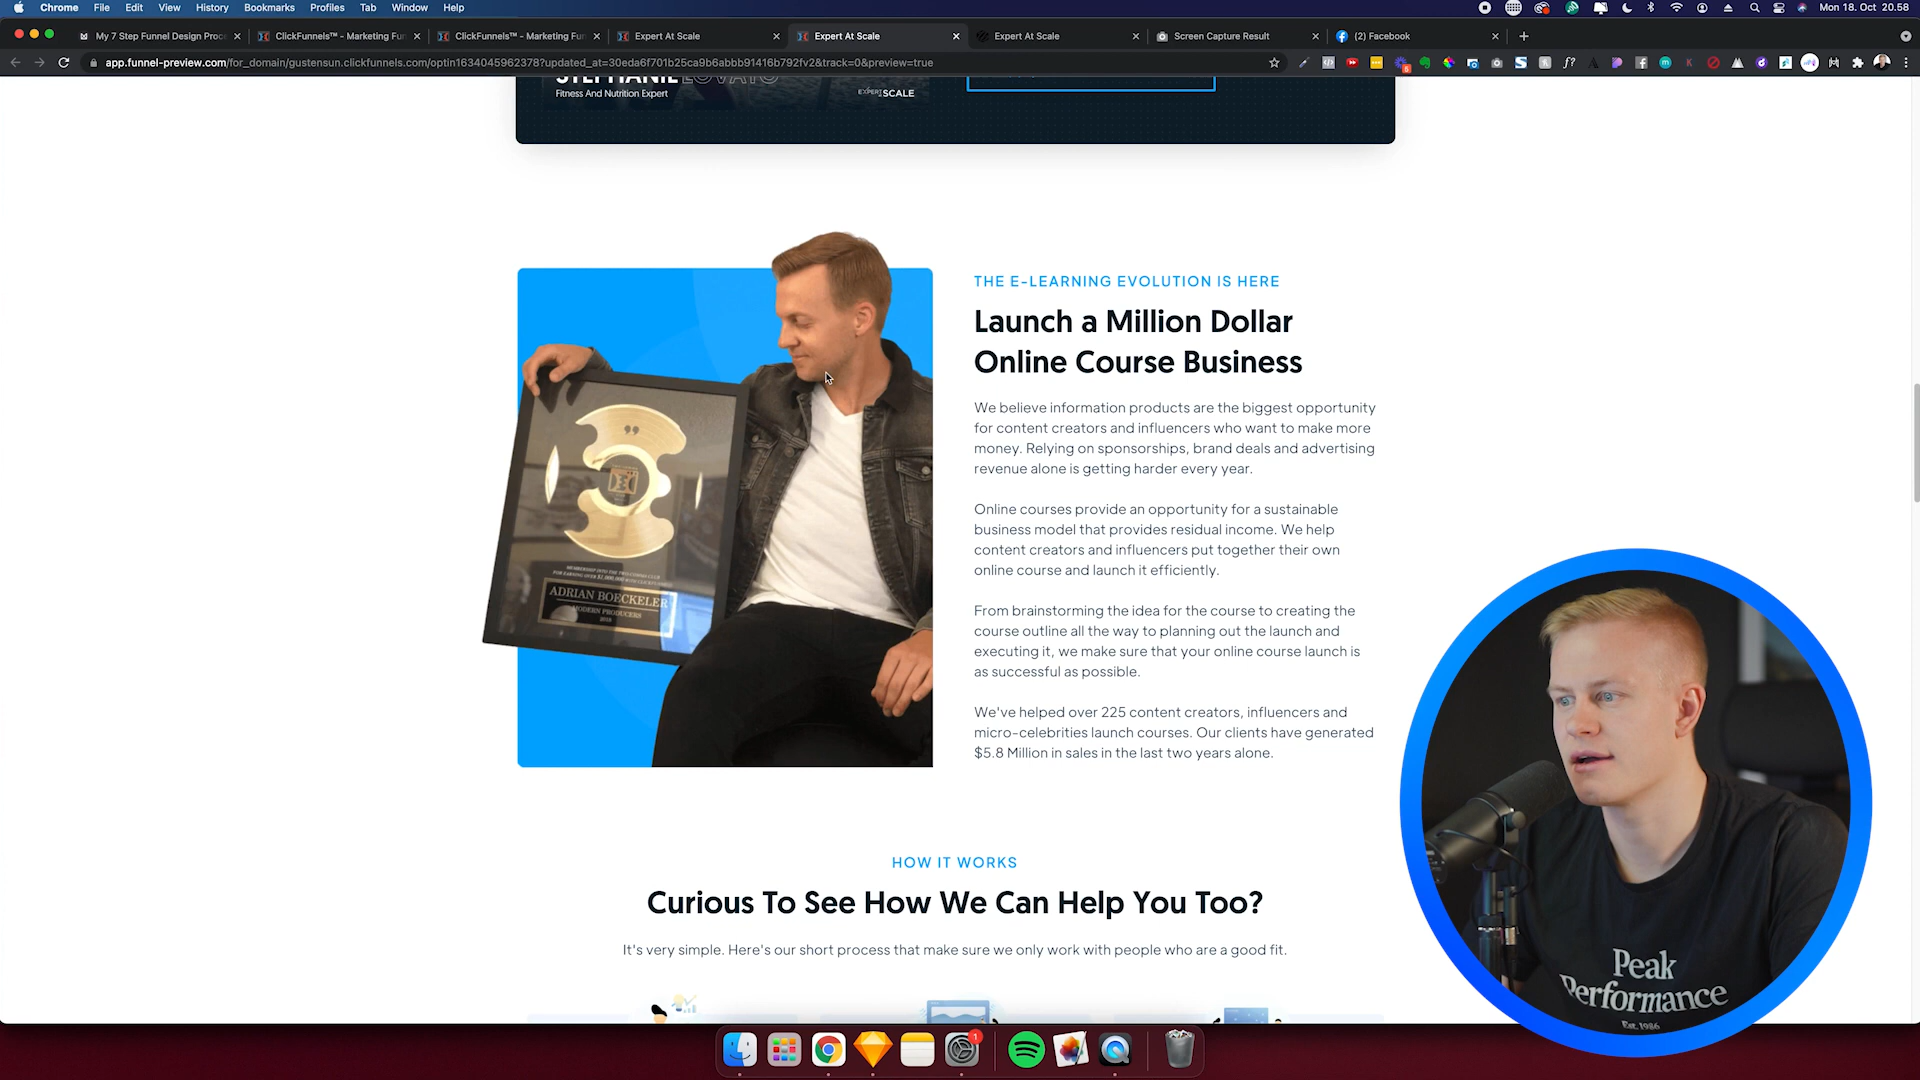 Chrome File Edit View History Bookmarks Profiles Tab Window Help
Mon 18. Oct 20.58
My 7 Step Funnel Design Proc
ClickFunnels™ - Marketing Fun
ClickFunnels™ - Marketing Fun
Expert At Scale
Expert At Scale
Expert At Scale
Screen Capture Result
(2) Facebook
app.funnel-preview.com/for_domain/gustensun.clickfunnels.com/optin1634045962378?updated_at=30eda6f701b25ca9b6abbb91416b792fv2&track=0&preview=true
STEPHANIE LOVATO
Fitness And Nutrition Expert
EXPERT SCALE
THE E-LEARNING EVOLUTION IS HERE
Launch a Million Dollar
Online Course Business
We believe information products are the biggest opportunity
for content creators and influencers who want to make more
money. Relying on sponsorships, brand deals and advertising
revenue alone is getting harder every year.
Online courses provide an opportunity for a sustainable
business model that provides residual income. We help
content creators and influencers put together their own
online course and launch it efficiently.
From brainstorming the idea for the course to creating the
course outline all the way to planning out the launch and
executing it, we make sure that your online course launch is
as successful as possible.
We've helped over 225 content creators, influencers and
micro-celebrities launch courses. Our clients have generated
$5.8 Million in sales in the last two years alone.
ADRIAN BOECKELER
MODERN PRODUCERS
2018
HOW IT WORKS
Curious To See How We Can Help You Too?
It's very simple. Here's our short process that make sure we only work with people who are a good fit.
Peak
Performance
Est. 1986
1